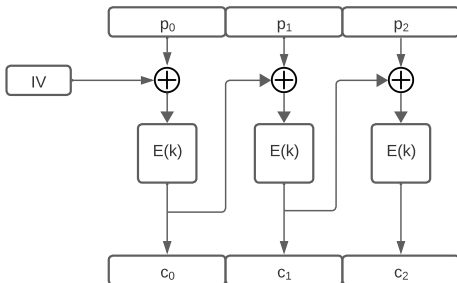 p₀ p₁ p₂
IV
E(k) E(k) E(k)
c₀ c₁ c₂